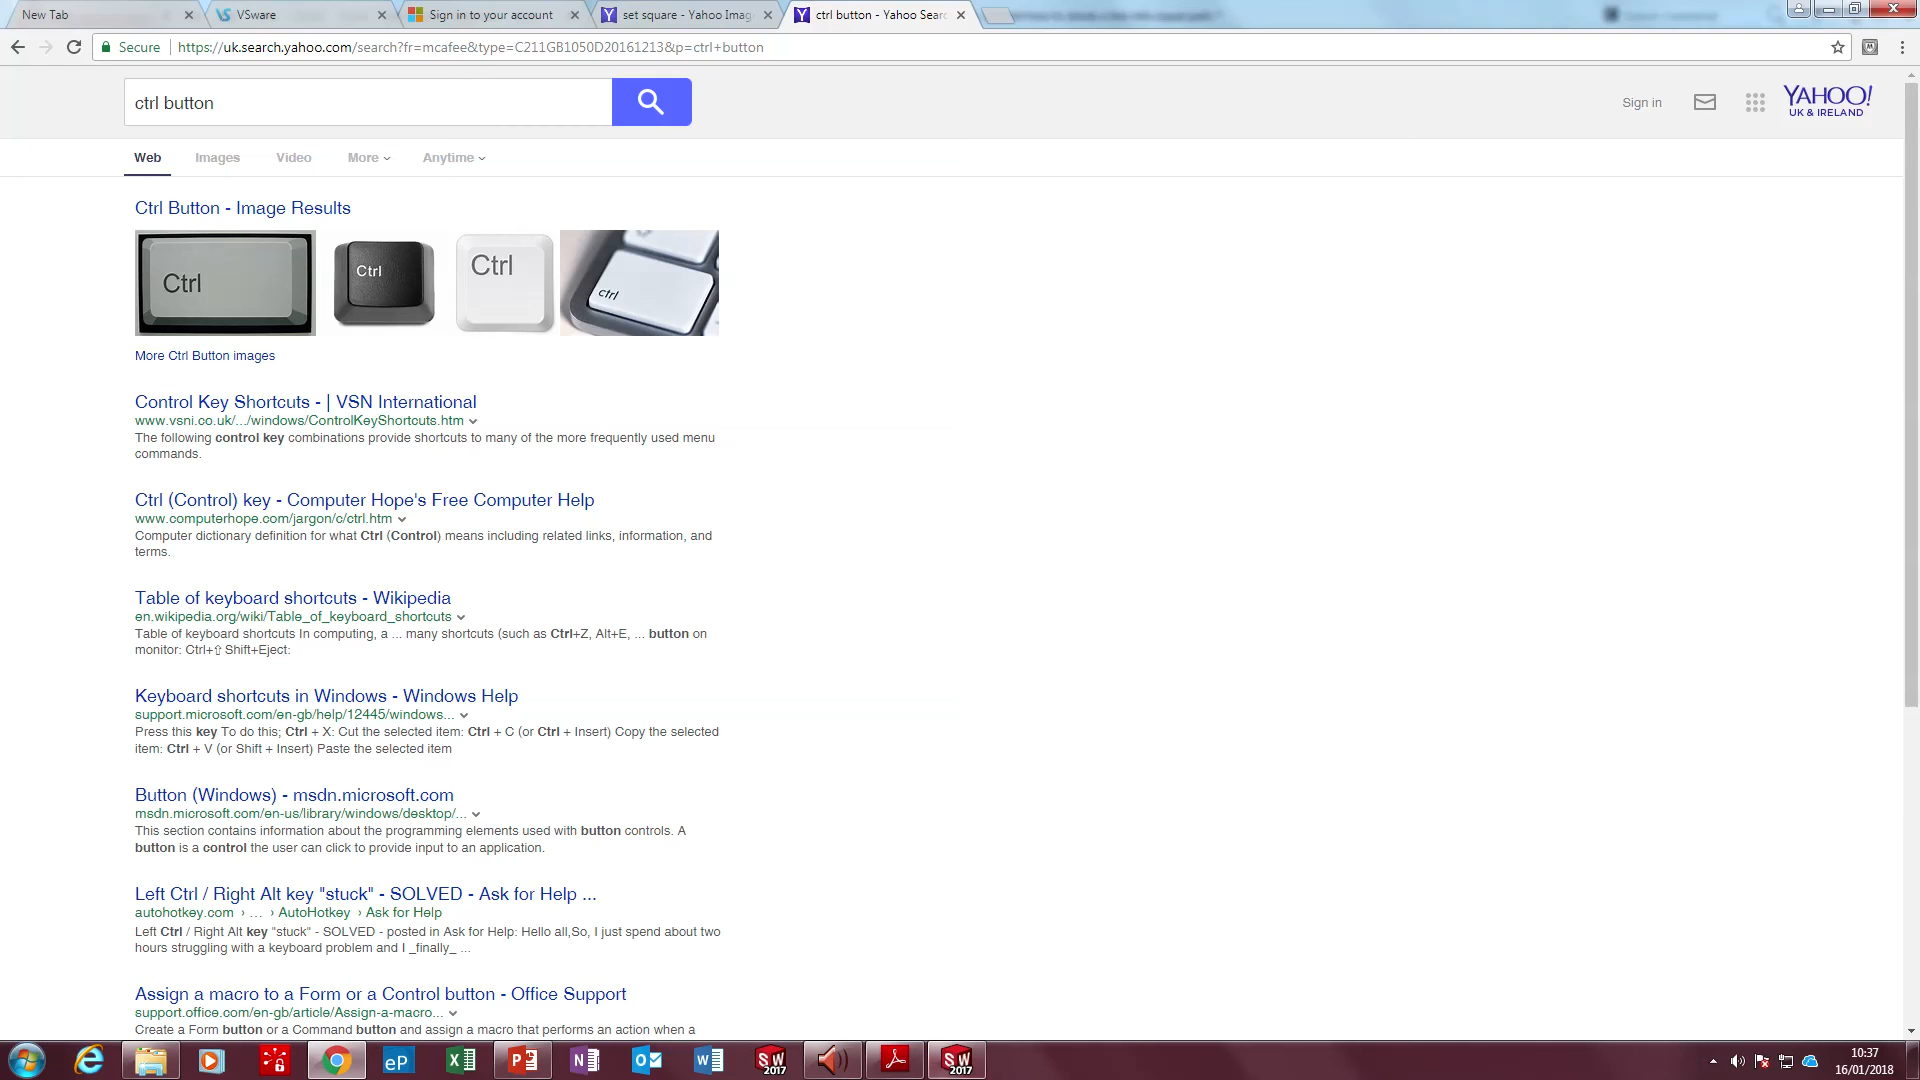 New Tab
VSware
Sign in to your account
set square - Yahoo Imag
ctrl button - Yahoo Sear
Secure
https://uk.search.yahoo.com/search?fr=mcafee&type=C211GB1050D20161213&p=ctrl+button
ctrl button
Sign in
YAHOO!
UK & IRELAND
Web
Images
Video
More
Anytime
Ctrl Button - Image Results
Ctrl
Ctrl
Ctrl
ctrl
More Ctrl Button images
Control Key Shortcuts - | VSN International
www.vsni.co.uk/.../windows/ControlKeyShortcuts.htm
The following control key combinations provide shortcuts to many of the more frequently used menu
commands.
Ctrl (Control) key - Computer Hope's Free Computer Help
www.computerhope.com/jargon/c/ctrl.htm
Computer dictionary definition for what Ctrl (Control) means including related links, information, and
terms.
Table of keyboard shortcuts - Wikipedia
en.wikipedia.org/wiki/Table_of_keyboard_shortcuts
Table of keyboard shortcuts In computing, a ... many shortcuts (such as Ctrl+Z, Alt+E, ... button on
monitor: Ctrl+⇧ Shift+Eject:
Keyboard shortcuts in Windows - Windows Help
support.microsoft.com/en-gb/help/12445/windows...
Press this key To do this; Ctrl + X: Cut the selected item: Ctrl + C (or Ctrl + Insert) Copy the selected
item: Ctrl + V (or Shift + Insert) Paste the selected item
Button (Windows) - msdn.microsoft.com
msdn.microsoft.com/en-us/library/windows/desktop/...
This section contains information about the programming elements used with button controls. A
button is a control the user can click to provide input to an application.
Left Ctrl / Right Alt key "stuck" - SOLVED - Ask for Help ...
autohotkey.com › … › AutoHotkey › Ask for Help
Left Ctrl / Right Alt key "stuck" - SOLVED - posted in Ask for Help: Hello all,So, I just spend about two
hours struggling with a keyboard problem and I _finally_ ...
Assign a macro to a Form or a Control button - Office Support
support.office.com/en-gb/article/Assign-a-macro...
Create a Form button or a Command button and assign a macro that performs an action when a
eP
SW
2017
SW
2017
10:37
16/01/2018